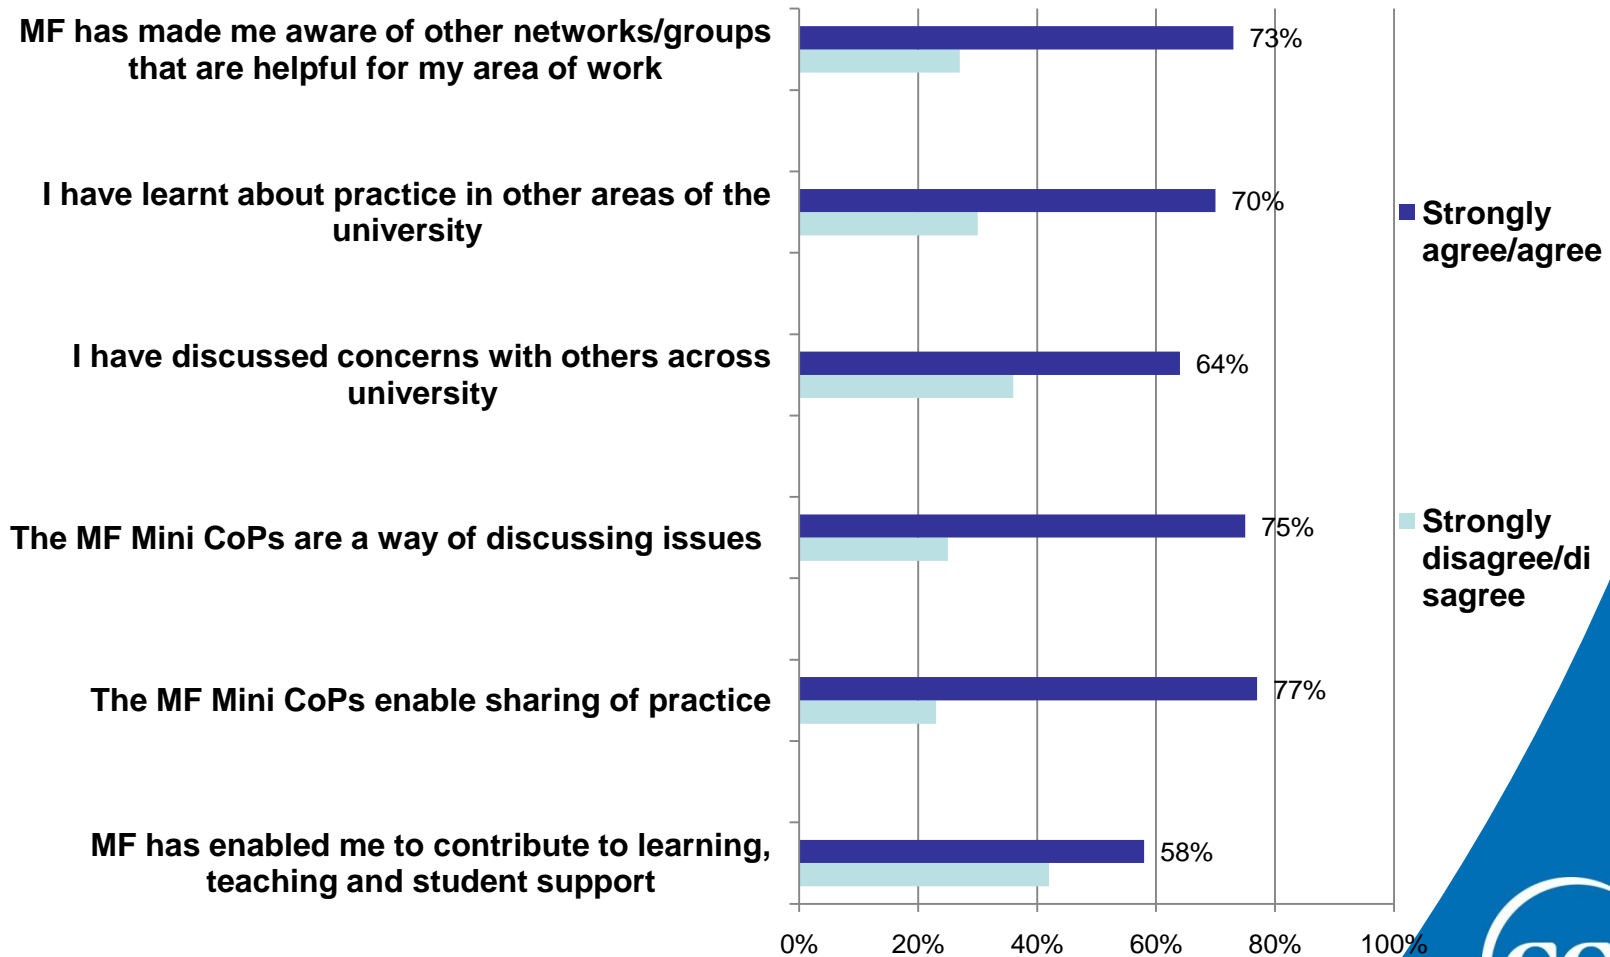 MF has made me aware of other networks/groups
that are helpful for my area of work
73%
I have learnt about practice in other areas of the
university
70%
Strongly
agree/agree
I have discussed concerns with others across
university
64%
The MF Mini CoPs are a way of discussing issues
75%
Strongly
disagree/di
sagree
The MF Mini CoPs enable sharing of practice
77%
MF has enabled me to contribute to learning,
teaching and student support
58%
0% 20% 40% 60% 80% 100%